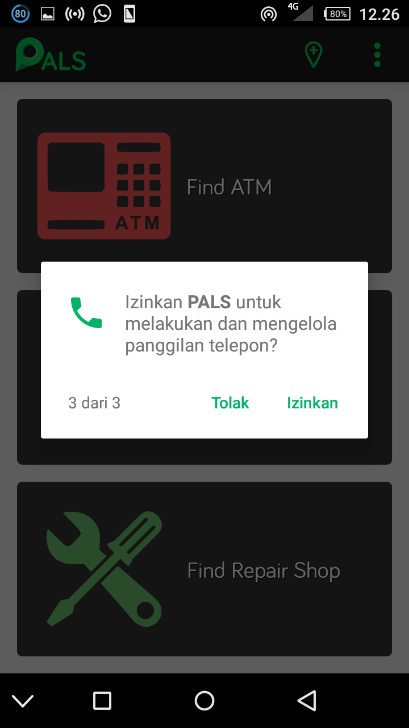 80
4G
80%
12.26
PALS
ATM
Find ATM
Izinkan PALS untuk
melakukan dan mengelola
panggilan telepon?
3 dari 3
Tolak
Izinkan
Find Repair Shop